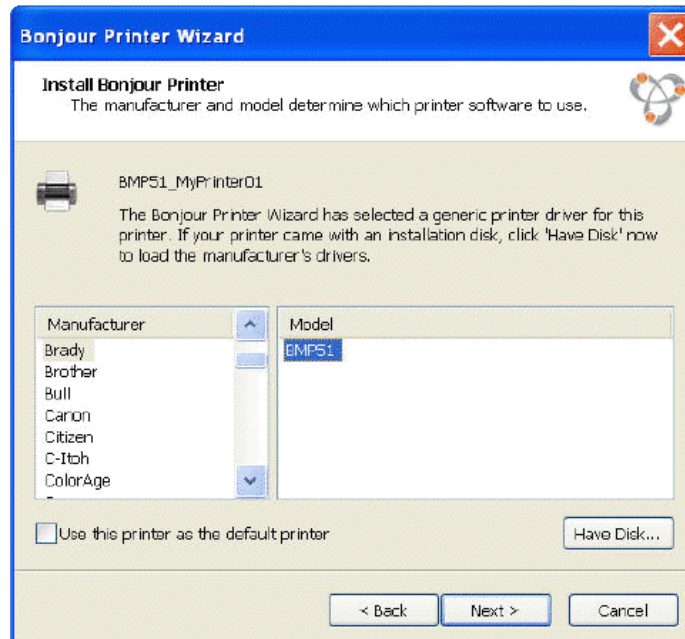 Bonjour Printer Wizard
Install Bonjour Printer
The manufacturer and model determine which printer software to use.
BMP51_MyPrinter01
The Bonjour Printer Wizard has selected a generic printer driver for this
printer. If your printer came with an installation disk, click 'Have Disk' now
to load the manufacturer's drivers.
Manufacturer
Model
Brady
BMP51
Brother
Bull
Canon
Citizen
C-Itoh
ColorAge
Use this printer as the default printer
Have Disk...
< Back
Next >
Cancel